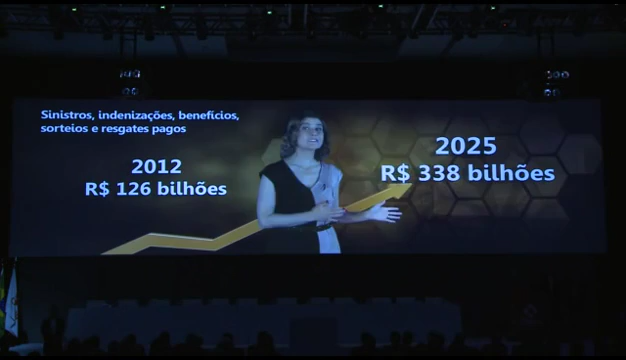 Sinistros, indenizações, benefícios,
sorteios e resgates pagos
2012
R$ 126 bilhões
2025
R$ 338 bilhões